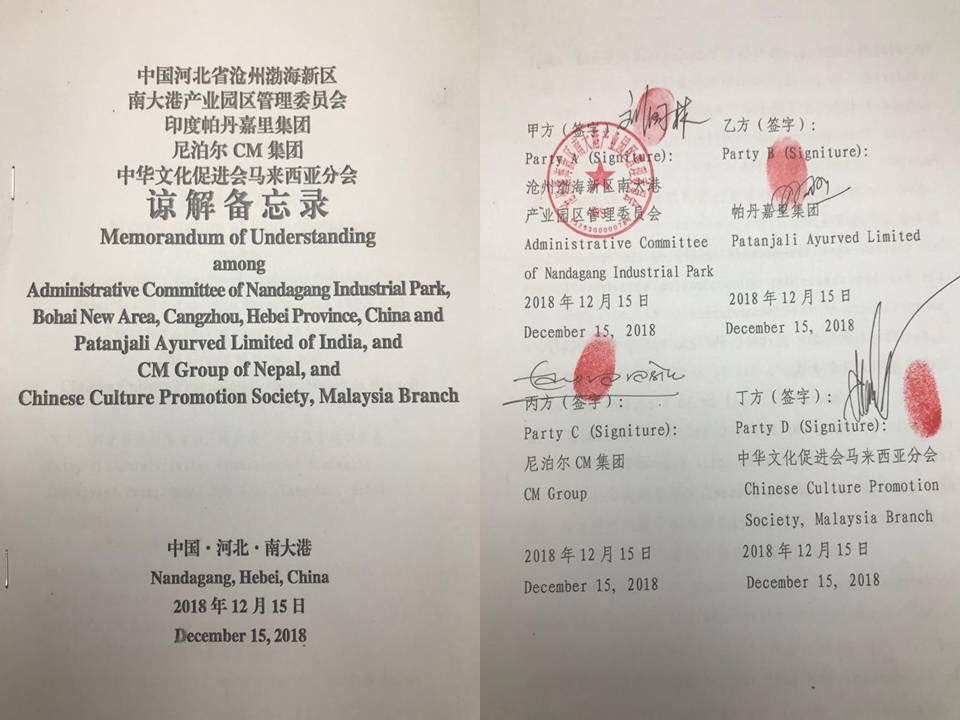 中国河北省沧州渤海新区
南大港产业园区管理委员会
印度帕丹嘉里集团
尼泊尔 CM 集团
中华文化促进会马来西亚分会
谅解备忘录
Memorandum of Understanding
among
Administrative Committee of Nandagang Industrial Park,
Bohai New Area, Cangzhou, Hebei Province, China and
Patanjali Ayurved Limited of India, and
CM Group of Nepal, and
Chinese Culture Promotion Society, Malaysia Branch
中国·河北·南大港
Nandagang, Hebei, China
2018 年 12 月 15 日
December 15, 2018
甲方（签字）:
Party A (Signiture):
沧州渤海新区南大港
产业园区管理委员会
Administrative Committee
of Nandagang Industrial Park
2018 年 12 月 15 日
December 15, 2018
乙方（签字）:
Party B (Signiture):
帕丹嘉里集团
Patanjali Ayurved Limited
2018 年 12 月 15 日
December 15, 2018
丙方（签字）:
Party C (Signiture):
尼泊尔 CM 集团
CM Group
2018 年 12 月 15 日
December 15, 2018
丁方（签字）:
Party D (Signiture):
中华文化促进会马来西亚分会
Chinese Culture Promotion
Society, Malaysia Branch
2018 年 12 月 15 日
December 15, 2018